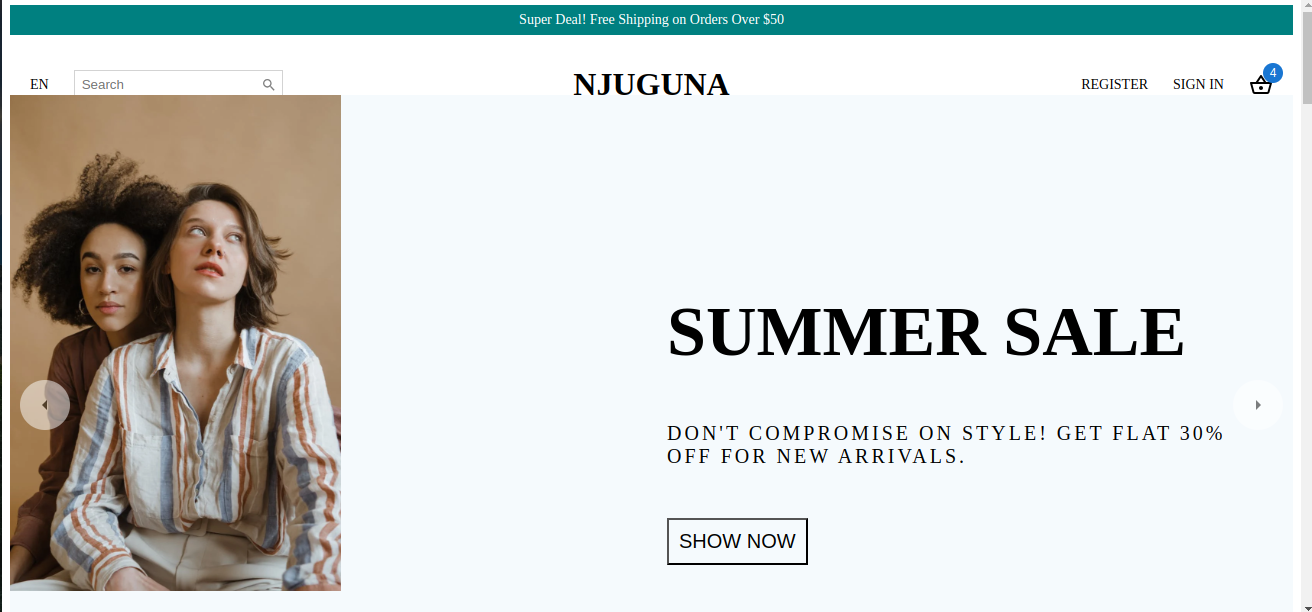 Super Deal! Free Shipping on Orders Over $50
EN
Search
NJUGUNA
REGISTER
SIGN IN
4
SUMMER SALE
DON'T COMPROMISE ON STYLE! GET FLAT 30%
OFF FOR NEW ARRIVALS.
SHOW NOW